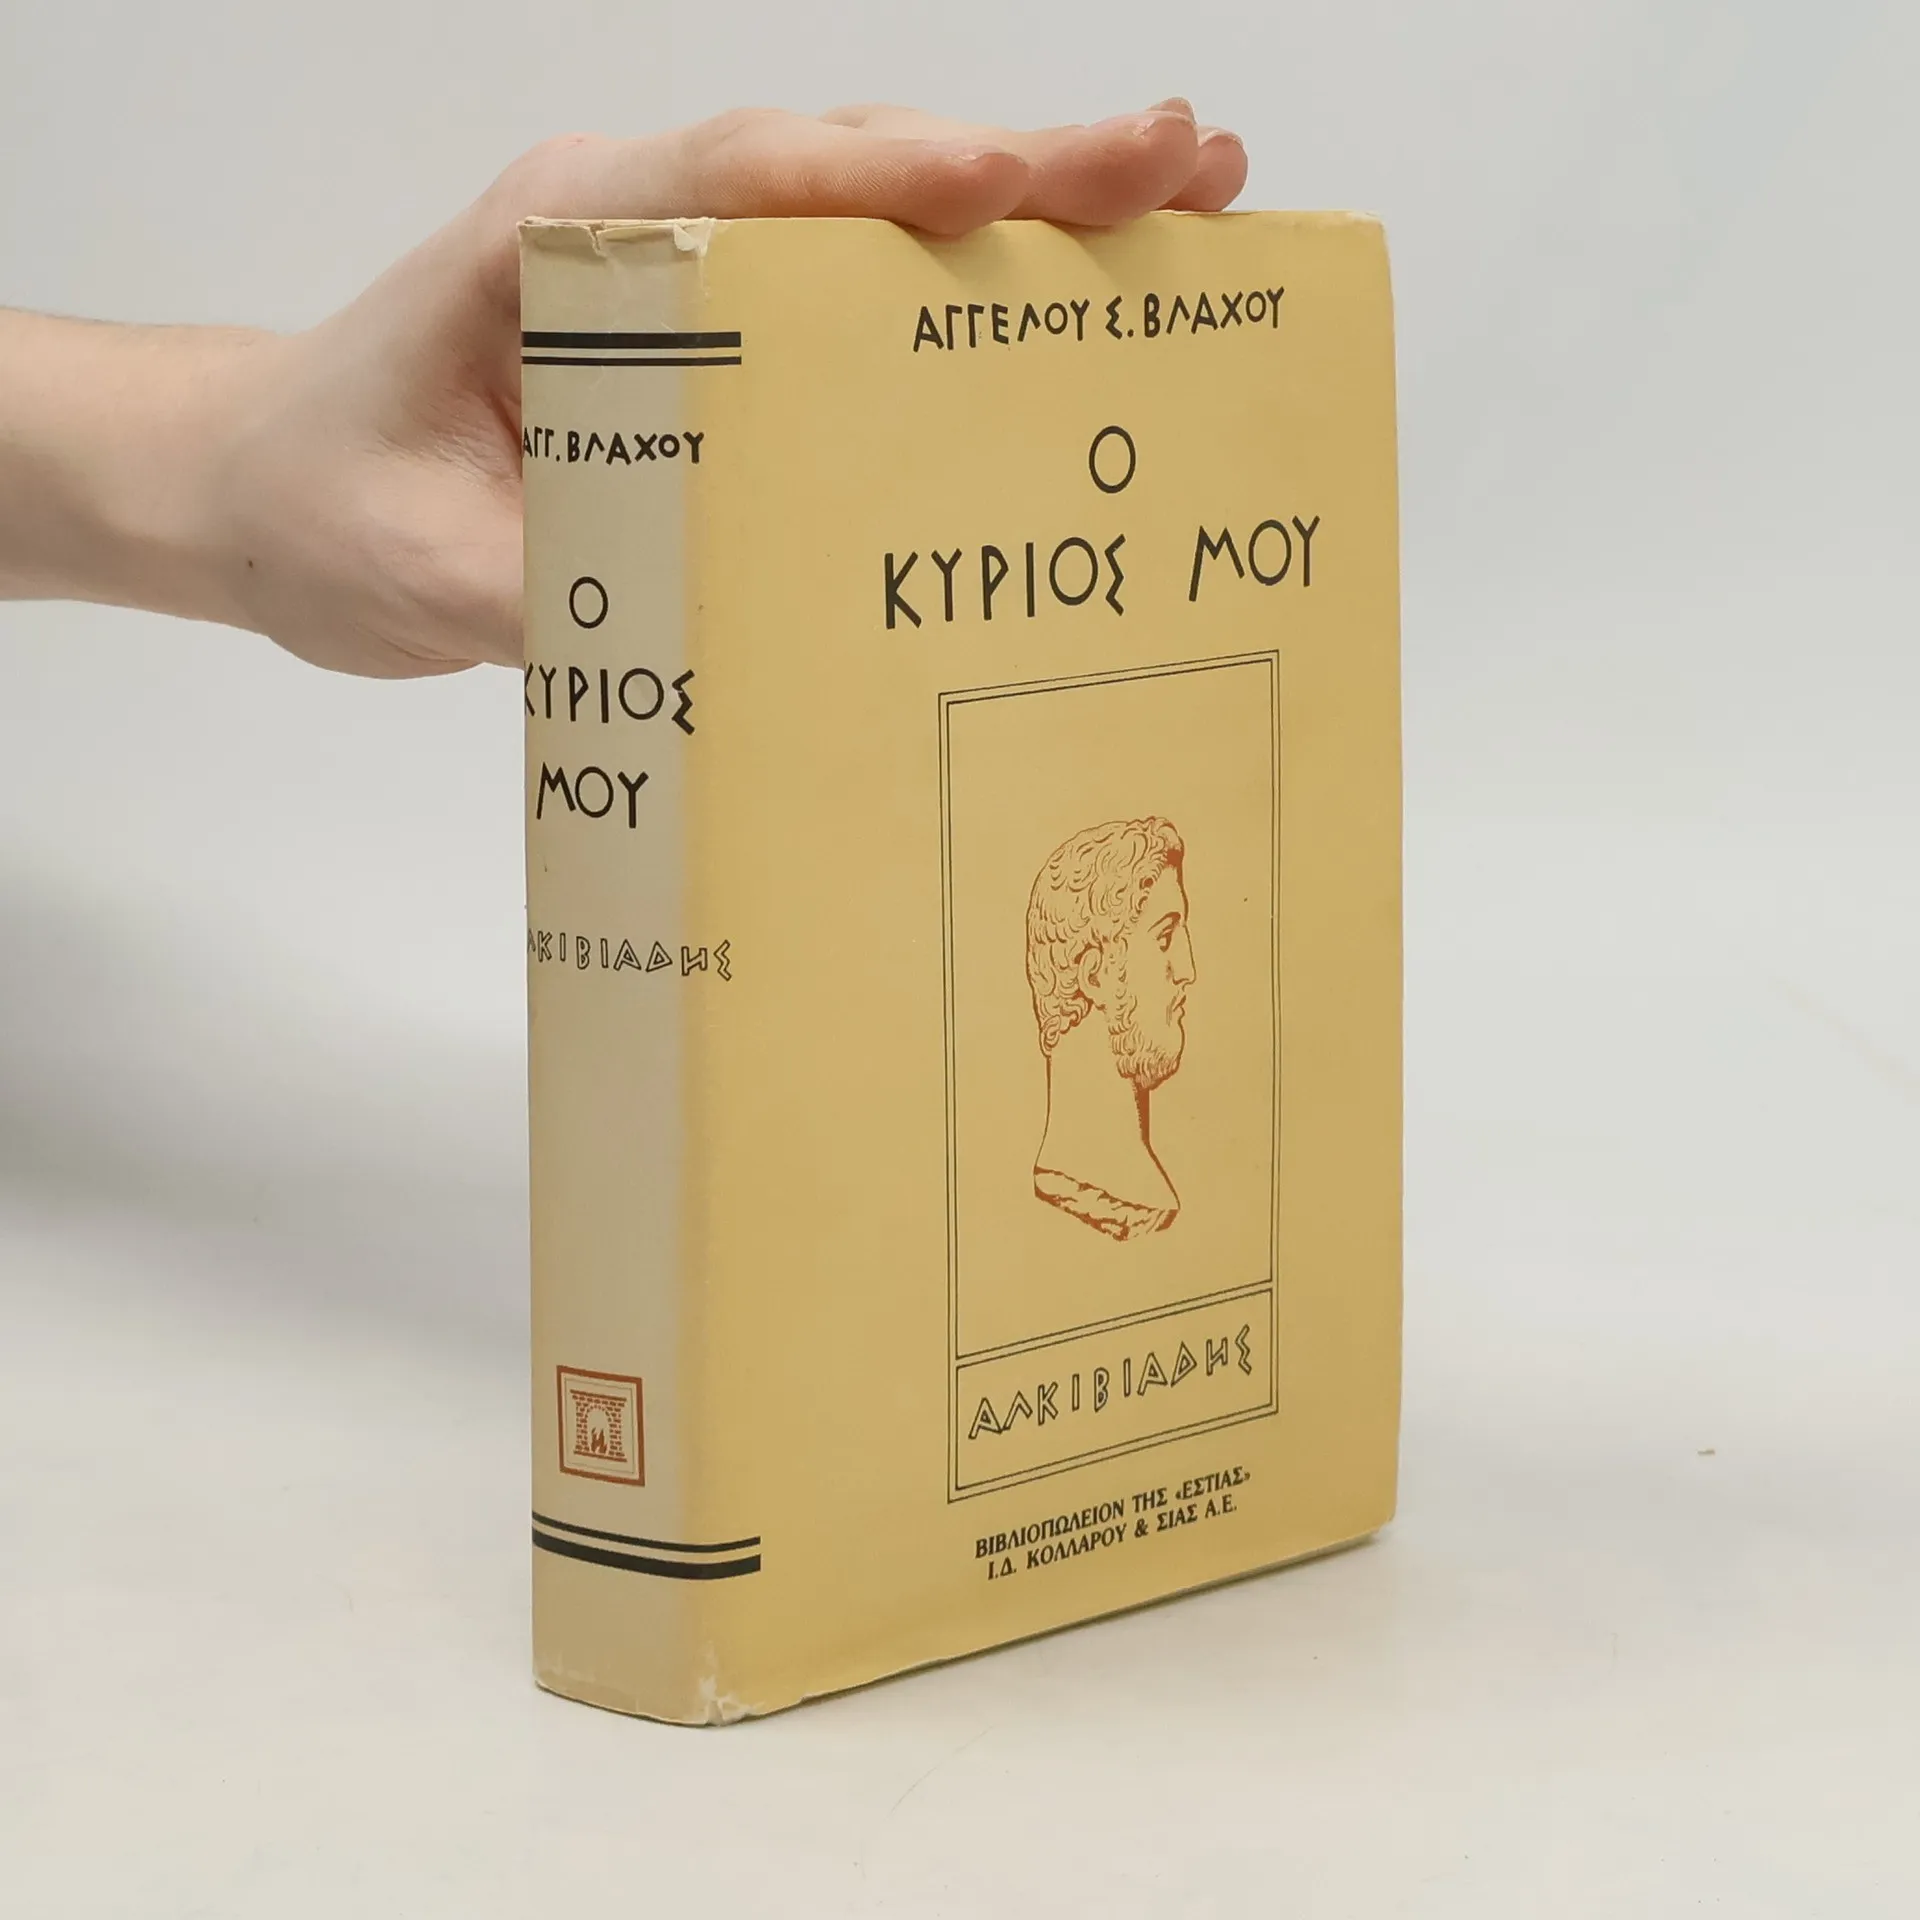 ΑΓΓΕΛΟΥ Σ. ΒΛΑΧΟΥ
Ο
ΚΥΡΙΟΣ ΜΟΥ
ΑΛΚΙΒΙΑΔΗΣ
ΒΙΒΛΙΟΠΩΛΕΙΟΝ ΤΗΣ «ΕΣΤΙΑΣ»
Ι.Δ. ΚΟΛΛΑΡΟΥ & ΣΙΑΣ Α.Ε.
ΑΓΓ. ΒΛΑΧΟΥ
Ο
ΚΥΡΙΟΣ
ΜΟΥ
ΑΛΚΙΒΙΑΔΗΣ